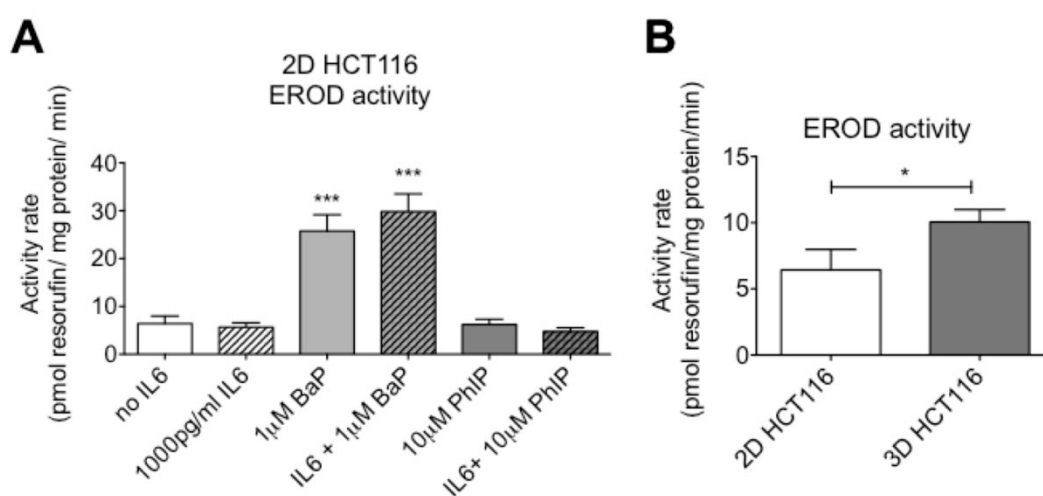 A
2D HCT116
EROD activity
Activity rate
(pmol resorufin/ mg protein/ min)
40
30
20
10
0
***
***
no IL6
1000pg/ml IL6
1µM BaP
IL6 + 1µM BaP
10µM PhIP
IL6+ 10µM PhIP
B
EROD activity
Activity rate
(pmol resorufin/mg protein/min)
15
10
5
0
*
2D HCT116
3D HCT116